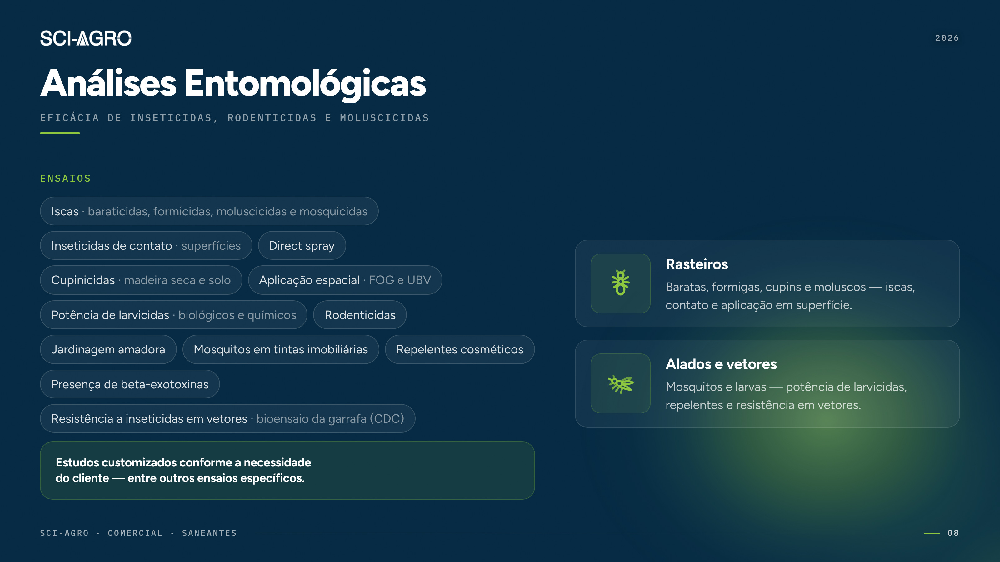 SCI-AGRO
2026
Análises Entomológicas
EFICÁCIA DE INSETICIDAS, RODENTICIDAS E MOLUSCICIDAS
ENSAIOS
Iscas · baraticidas, formicidas, moluscicidas e mosquicidas
Inseticidas de contato · superfícies
Direct spray
Cupinicidas · madeira seca e solo
Aplicação espacial · FOG e UBV
Potência de larvicidas · biológicos e químicos
Rodenticidas
Jardinagem amadora
Mosquitos em tintas imobiliárias
Repelentes cosméticos
Presença de beta-exotoxinas
Resistência a inseticidas em vetores · bioensaio da garrafa (CDC)
Estudos customizados conforme a necessidade
do cliente — entre outros ensaios específicos.
Rasteiros
Baratas, formigas, cupins e moluscos — iscas,
contato e aplicação em superfície.
Alados e vetores
Mosquitos e larvas — potência de larvicidas,
repelentes e resistência em vetores.
SCI-AGRO · COMERCIAL · SANEANTES
08